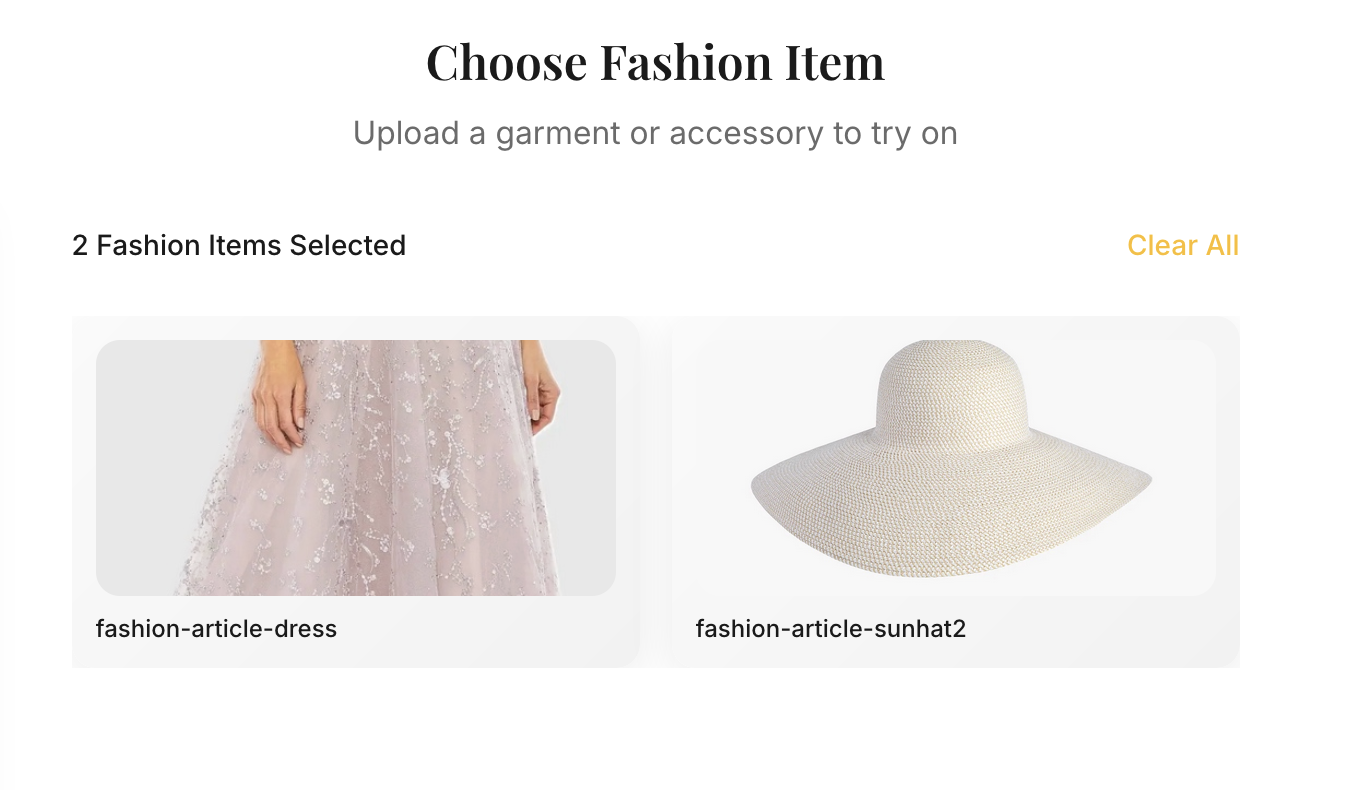 Choose Fashion Item
Upload a garment or accessory to try on
2 Fashion Items Selected
Clear All
fashion-article-dress
fashion-article-sunhat2